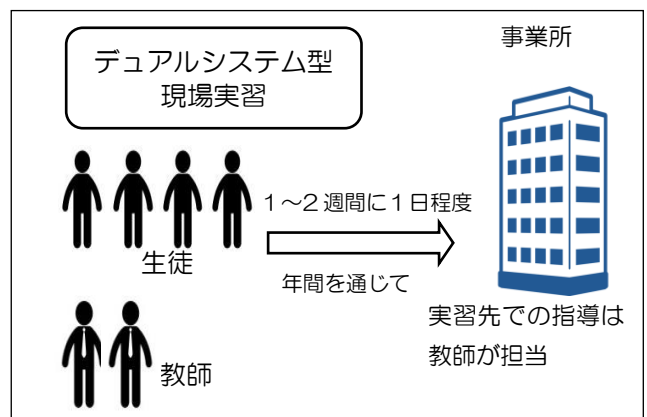 デュアルシステム型
現場実習
事業所
1～2週間に1日程度
年間を通じて
生徒
教師
実習先での指導は
教師が担当